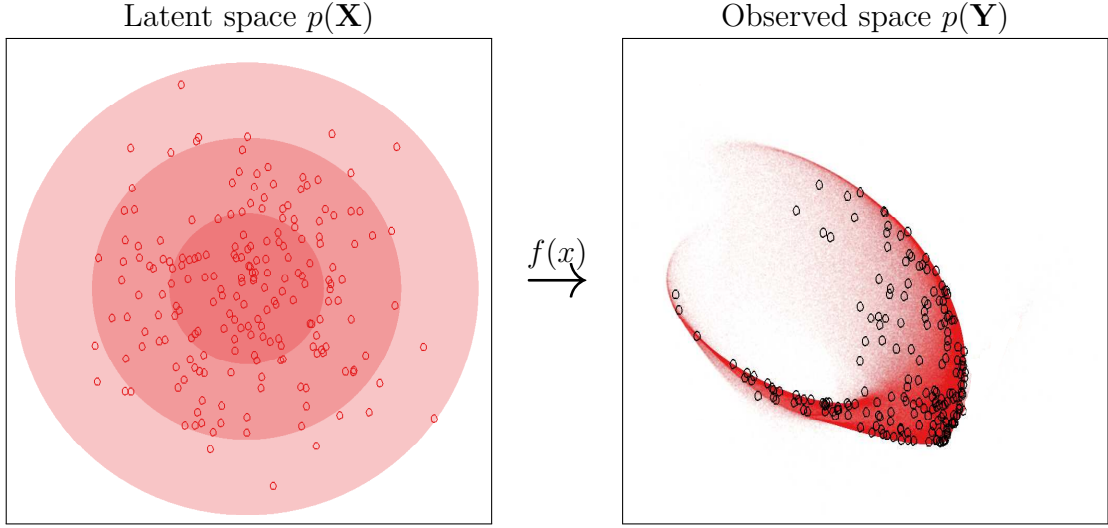 Latent space p(X)
Observed space p(Y)
f(x)